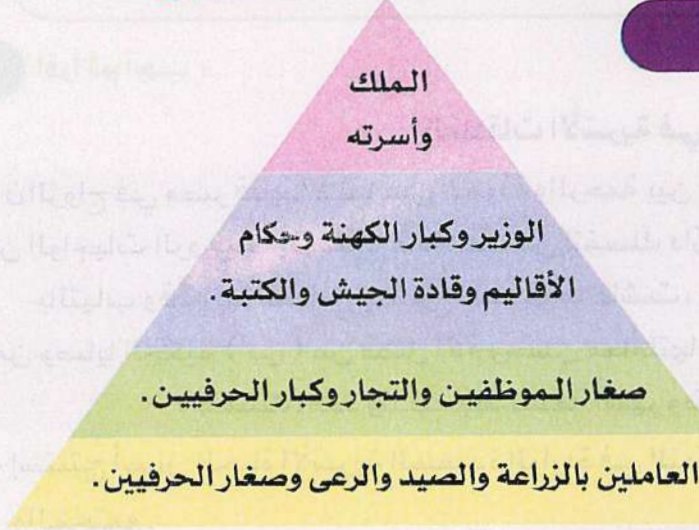 الملك
وأسرته
الوزير وكبار الكهنة وحكام
الأقاليم وقادة الجيش والكتبة.
صغار الموظفين والتجار وكبار الحرفيين.
العاملين بالزراعة والصيد والرعى وصغار الحرفيين.